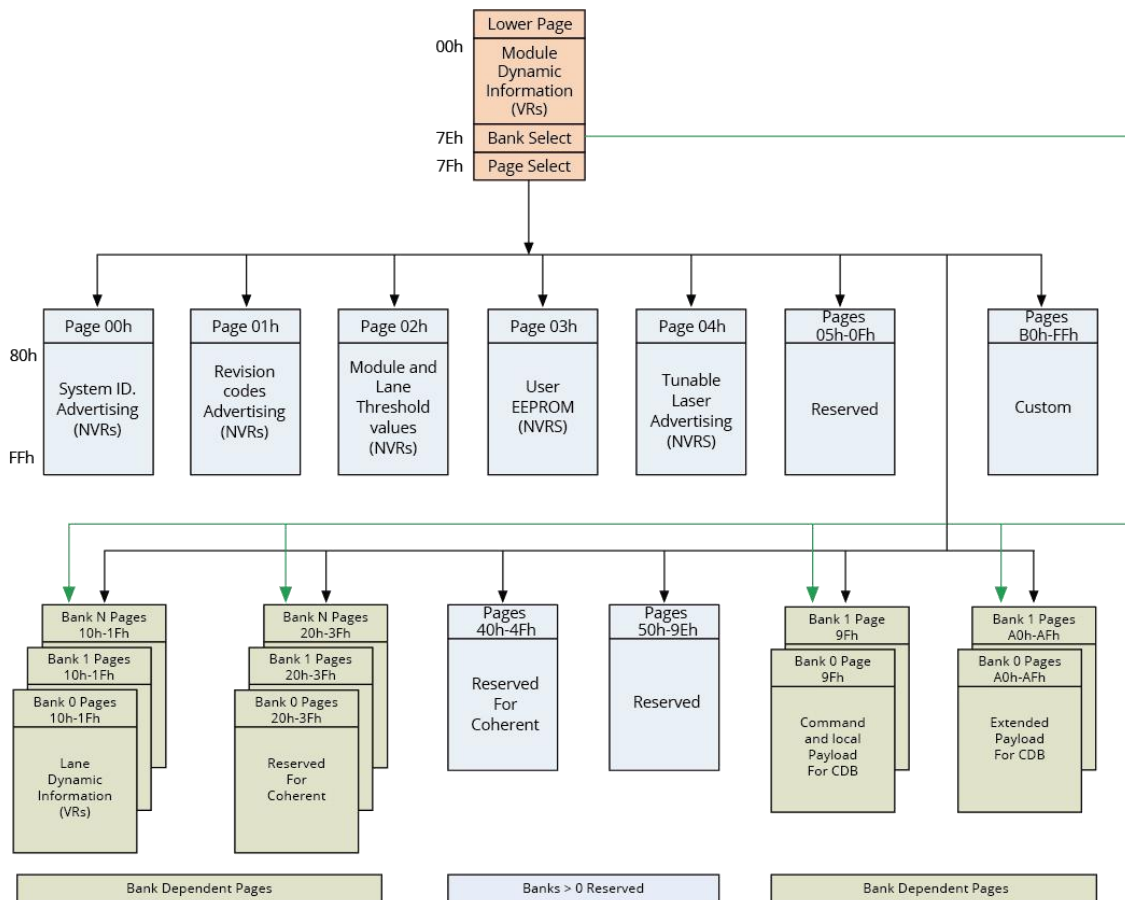 Lower Page
00h
Module
Dynamic
Information
(VRs)
7Eh
Bank Select
7Fh
Page Select
Page 00h
Page 01h
Page 02h
Page 03h
Page 04h
Pages
05h-0Fh
Pages
B0h-FFh
80h
System ID.
Advertising
(NVRs)
Revision
codes
Advertising
(NVRs)
Module and
Lane
Threshold
values
(NVRs)
User
EEPROM
(NVRS)
Tunable
Laser
Advertising
(NVRS)
Reserved
Custom
FFh
Bank N Pages
10h-1Fh
Bank 1 Pages
10h-1Fh
Bank 0 Pages
10h-1Fh
Lane
Dynamic
Information
(VRs)
Bank N Pages
20h-3Fh
Bank 1 Pages
20h-3Fh
Bank 0 Pages
20h-3Fh
Reserved
For
Coherent
Pages
40h-4Fh
Reserved
For
Coherent
Pages
50h-9Eh
Reserved
Bank 1 Page
9Fh
Bank 0 Page
9Fh
Command
and local
Payload
For CDB
Bank 1 Pages
A0h-AFh
Bank 0 Pages
A0h-AFh
Extended
Payload
For CDB
Bank Dependent Pages
Banks > 0 Reserved
Bank Dependent Pages